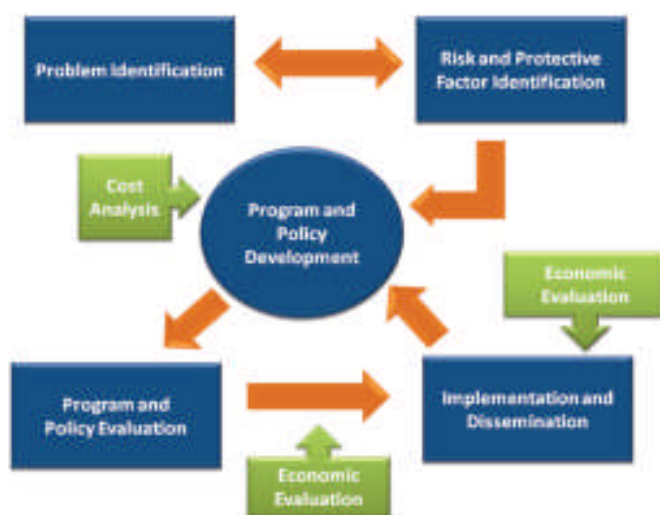 Problem Identification
Risk and Protective
Factor Identification
Cost
Analysis
Program and
Policy
Development
Economic
Evaluation
Program and
Policy Evaluation
Implementation and
Dissemination
Economic
Evaluation